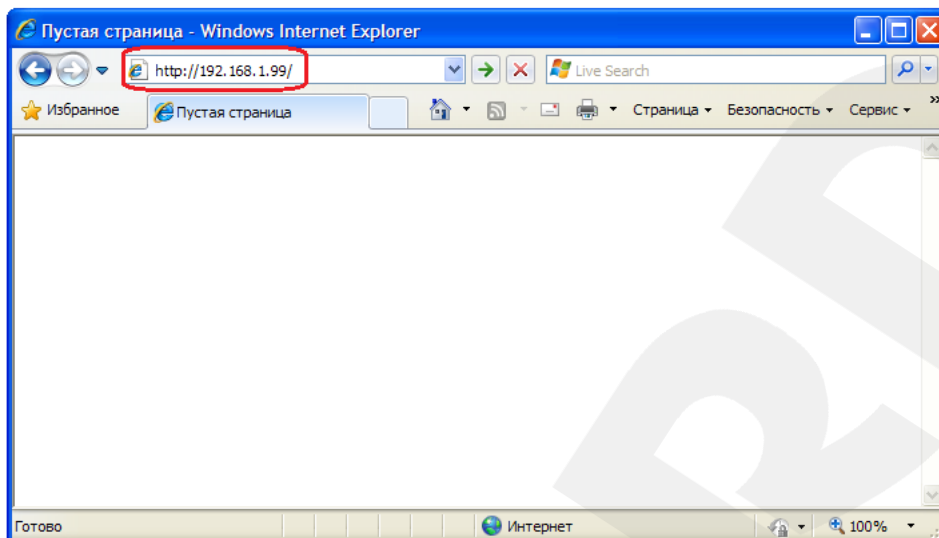 Пустая страница - Windows Internet Explorer
http://192.168.1.99/
Live Search
Избранное
Пустая страница
Страница
Безопасность
Сервис
»
Готово
Интернет
100%